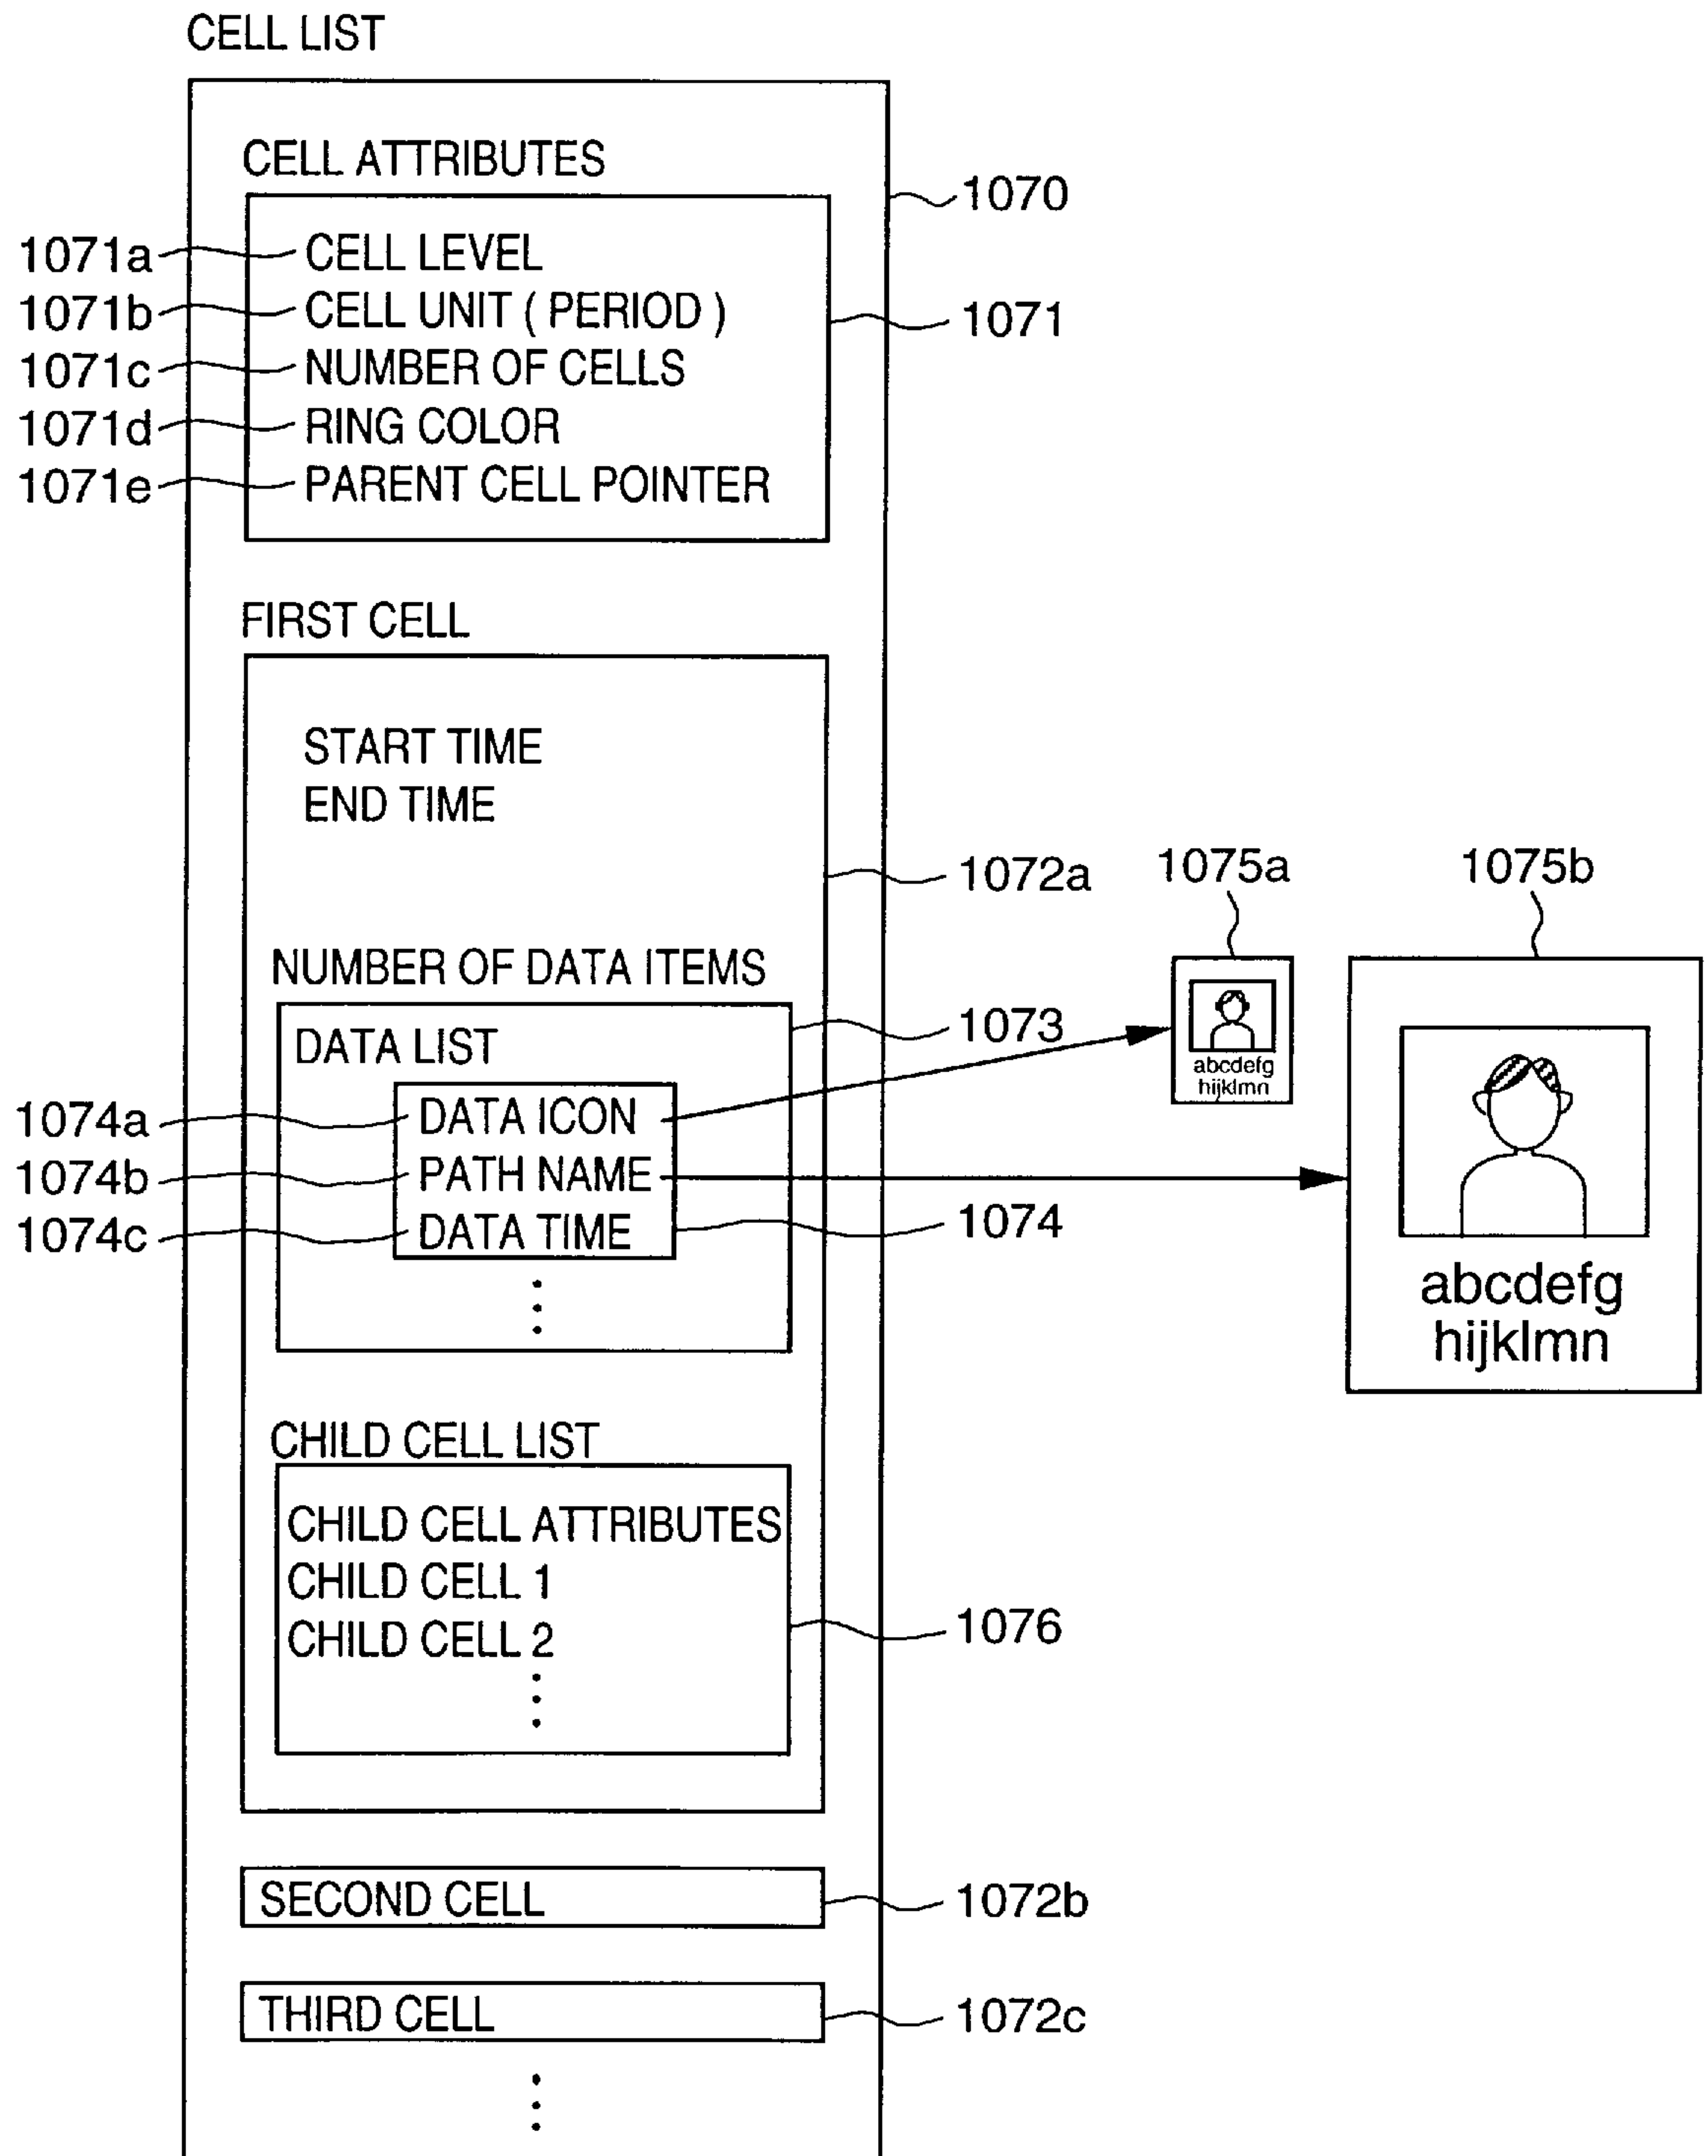 CELL LIST
CELL ATTRIBUTES
1070
1071a CELL LEVEL
1071b CELL UNIT ( PERIOD ) 1071
1071c NUMBER OF CELLS
1071d RING COLOR
1071e PARENT CELL POINTER
FIRST CELL
START TIME
END TIME
1072a 1075a 1075b
NUMBER OF DATA ITEMS
1073
DATA LIST
abcdefg
hijklmn
1074a DATA ICON
1074b PATH NAME
1074c DATA TIME 1074
abcdefg
hijklmn
CHILD CELL LIST
CHILD CELL ATTRIBUTES
CHILD CELL 1
CHILD CELL 2 1076
SECOND CELL 1072b
THIRD CELL 1072c